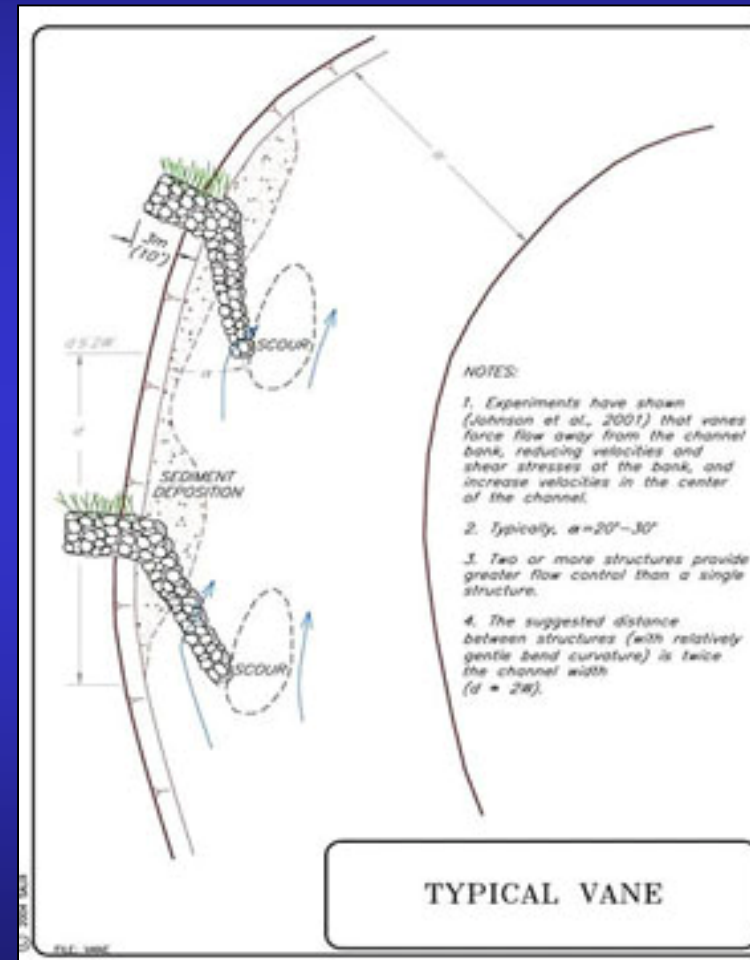 3m
(10')
d ≤ 2W
d
W
α
SCOUR
SEDIMENT
DEPOSITION
SCOUR
NOTES:
1. Experiments have shown
(Johnson et al., 2001) that vanes
force flow away from the channel
bank, reducing velocities and
shear stresses at the bank, and
increase velocities in the center
of the channel.
2. Typically, α=20°-30°
3. Two or more structures provide
greater flow control than a single
structure.
4. The suggested distance
between structures (with relatively
gentle bend curvature) is twice
the channel width
(d = 2W).
TYPICAL VANE
FILE: VANE